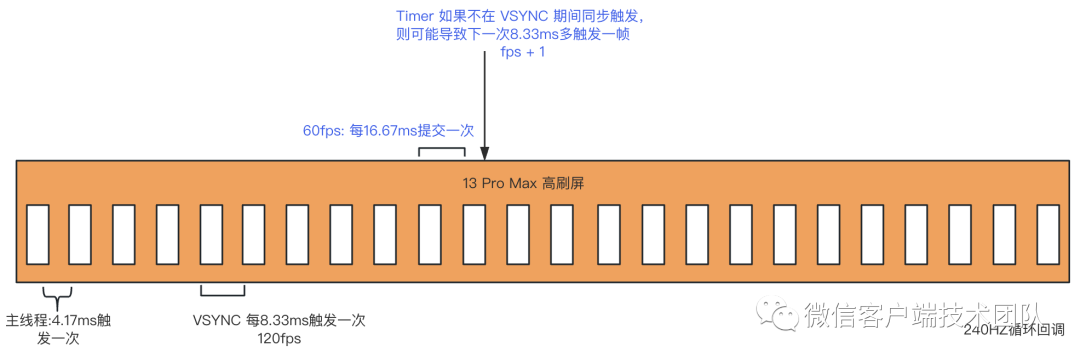 Timer 如果不在 VSYNC 期间同步触发，
则可能导致下一次8.33ms多触发一帧
fps + 1
60fps: 每16.67ms提交一次
13 Pro Max 高刷屏
主线程:4.17ms触
发一次
VSYNC 每8.33ms触发一次
120fps
微信客户端技术团队
240HZ循环回调